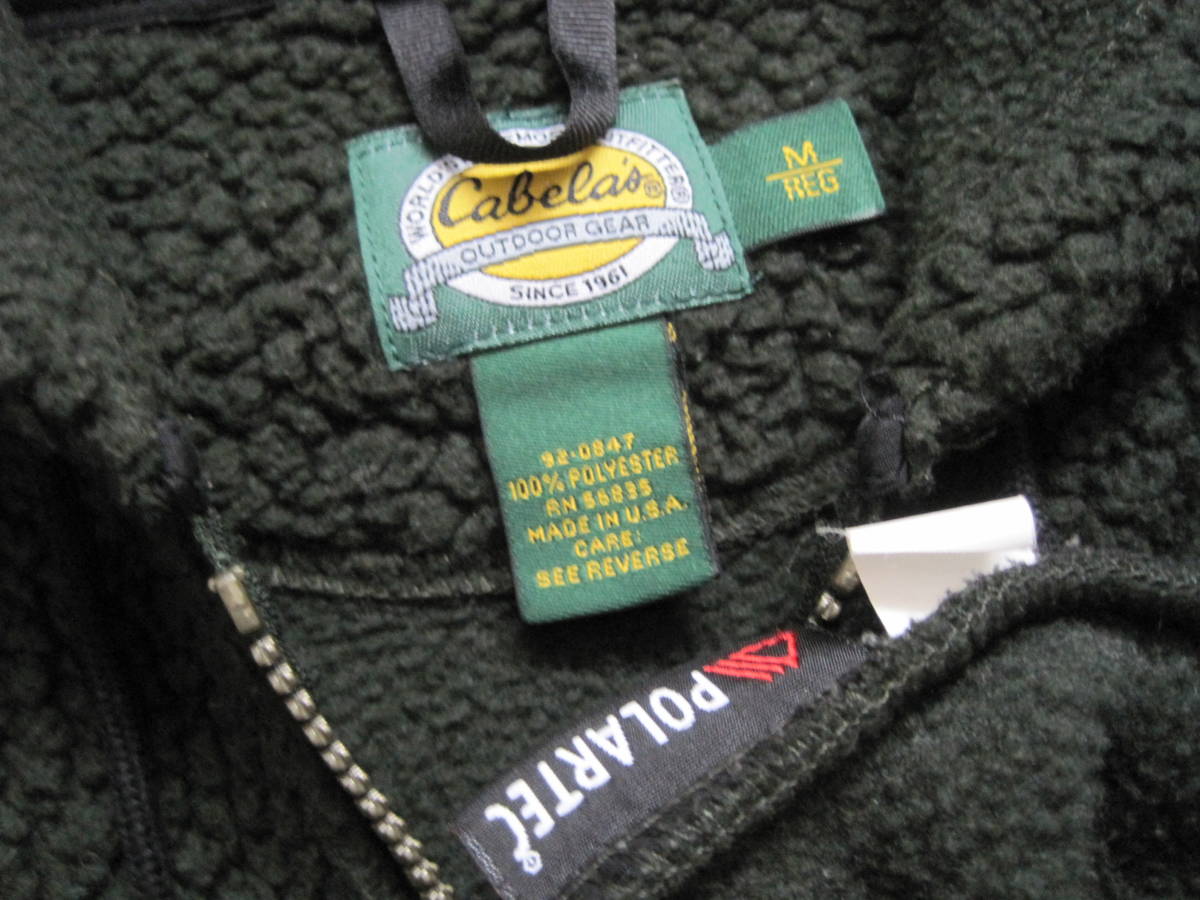 WORLD'S FOREMOST OUTFITTER®
Cabela's®
OUTDOOR GEAR
SINCE 1961
M
REG
92-0847
100% POLYESTER
RN 56835
MADE IN U.S.A.
CARE:
SEE REVERSE
POLARTEC®